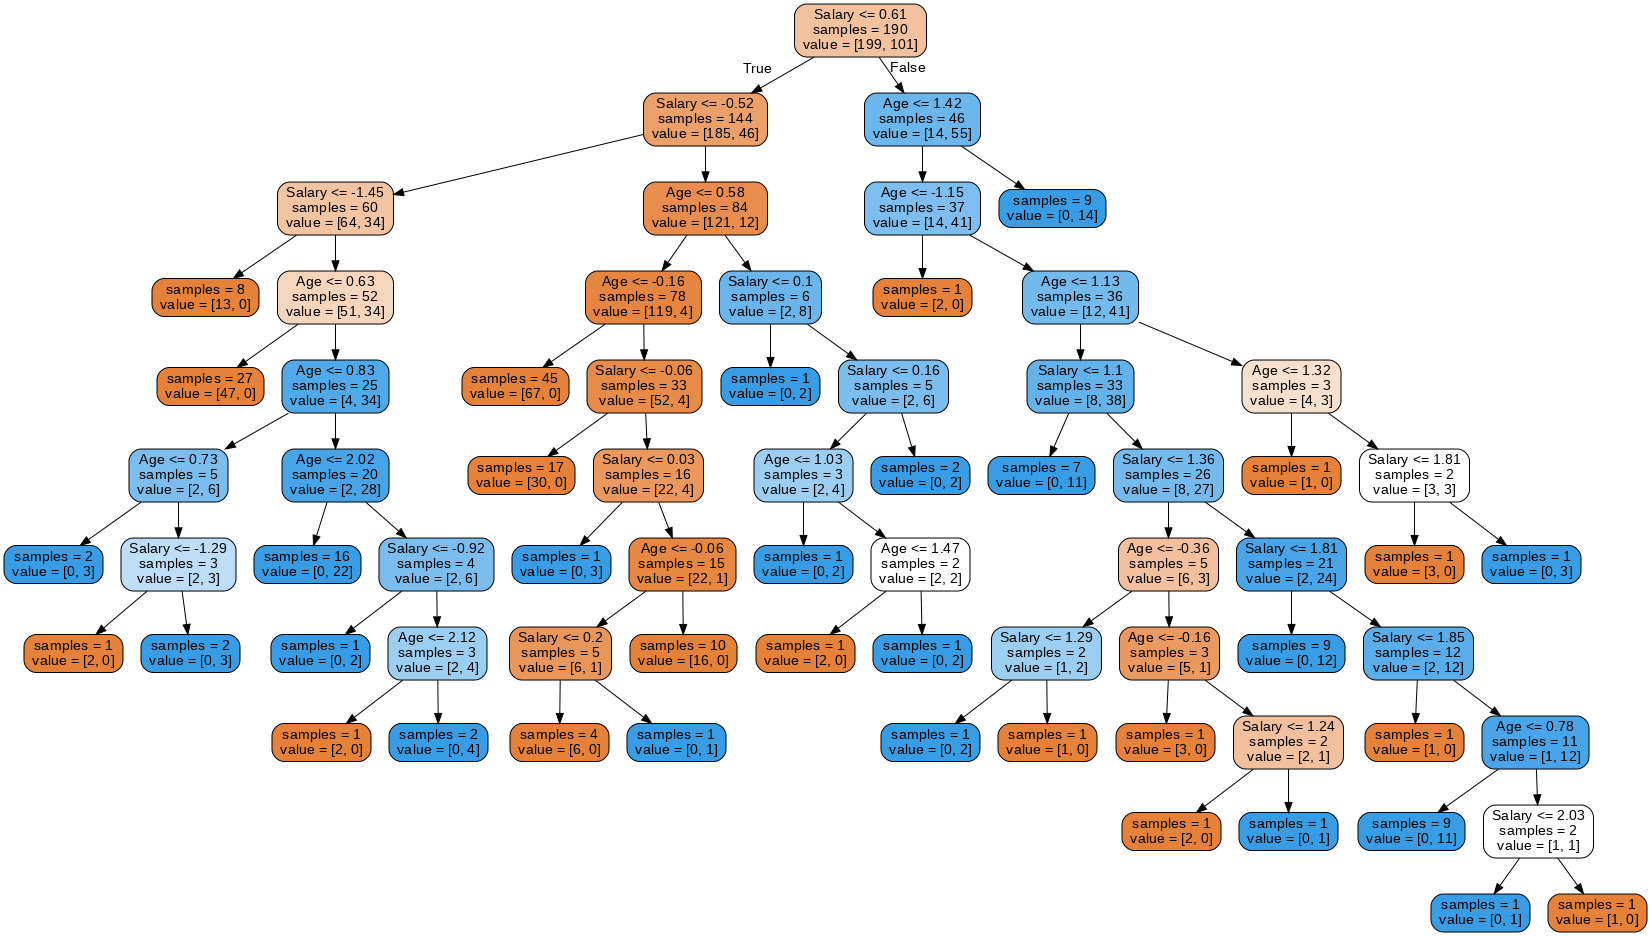 Salary <= 0.61
samples = 190
value = [199, 101]
True
False
Salary <= -0.52
samples = 144
value = [185, 46]
Age <= 1.42
samples = 46
value = [14, 55]
Salary <= -1.45
samples = 60
value = [64, 34]
Age <= 0.58
samples = 84
value = [121, 12]
Age <= -1.15
samples = 37
value = [14, 41]
samples = 9
value = [0, 14]
samples = 8
value = [13, 0]
Age <= 0.63
samples = 52
value = [51, 34]
Age <= -0.16
samples = 78
value = [119, 4]
Salary <= 0.1
samples = 6
value = [2, 8]
samples = 1
value = [2, 0]
Age <= 1.13
samples = 36
value = [12, 41]
samples = 27
value = [47, 0]
Age <= 0.83
samples = 25
value = [4, 34]
samples = 45
value = [67, 0]
Salary <= -0.06
samples = 33
value = [52, 4]
samples = 1
value = [0, 2]
Salary <= 0.16
samples = 5
value = [2, 6]
Salary <= 1.1
samples = 33
value = [8, 38]
Age <= 1.32
samples = 3
value = [4, 3]
Age <= 0.73
samples = 5
value = [2, 6]
Age <= 2.02
samples = 20
value = [2, 28]
samples = 17
value = [30, 0]
Salary <= 0.03
samples = 16
value = [22, 4]
Age <= 1.03
samples = 3
value = [2, 4]
samples = 2
value = [0, 2]
samples = 7
value = [0, 11]
Salary <= 1.36
samples = 26
value = [8, 27]
samples = 1
value = [1, 0]
Salary <= 1.81
samples = 2
value = [3, 3]
samples = 2
value = [0, 3]
Salary <= -1.29
samples = 3
value = [2, 3]
samples = 16
value = [0, 22]
Salary <= -0.92
samples = 4
value = [2, 6]
samples = 1
value = [0, 3]
Age <= -0.06
samples = 15
value = [22, 1]
samples = 1
value = [0, 2]
Age <= 1.47
samples = 2
value = [2, 2]
Age <= -0.36
samples = 5
value = [6, 3]
Salary <= 1.81
samples = 21
value = [2, 24]
samples = 1
value = [3, 0]
samples = 1
value = [0, 3]
samples = 1
value = [2, 0]
samples = 2
value = [0, 3]
samples = 1
value = [0, 2]
Age <= 2.12
samples = 3
value = [2, 4]
Salary <= 0.2
samples = 5
value = [6, 1]
samples = 10
value = [16, 0]
samples = 1
value = [2, 0]
samples = 1
value = [0, 2]
Salary <= 1.29
samples = 2
value = [1, 2]
Age <= -0.16
samples = 3
value = [5, 1]
samples = 9
value = [0, 12]
Salary <= 1.85
samples = 12
value = [2, 12]
samples = 1
value = [2, 0]
samples = 2
value = [0, 4]
samples = 4
value = [6, 0]
samples = 1
value = [0, 1]
samples = 1
value = [0, 2]
samples = 1
value = [1, 0]
samples = 1
value = [3, 0]
Salary <= 1.24
samples = 2
value = [2, 1]
samples = 1
value = [1, 0]
Age <= 0.78
samples = 11
value = [1, 12]
samples = 1
value = [2, 0]
samples = 1
value = [0, 1]
samples = 9
value = [0, 11]
Salary <= 2.03
samples = 2
value = [1, 1]
samples = 1
value = [0, 1]
samples = 1
value = [1, 0]